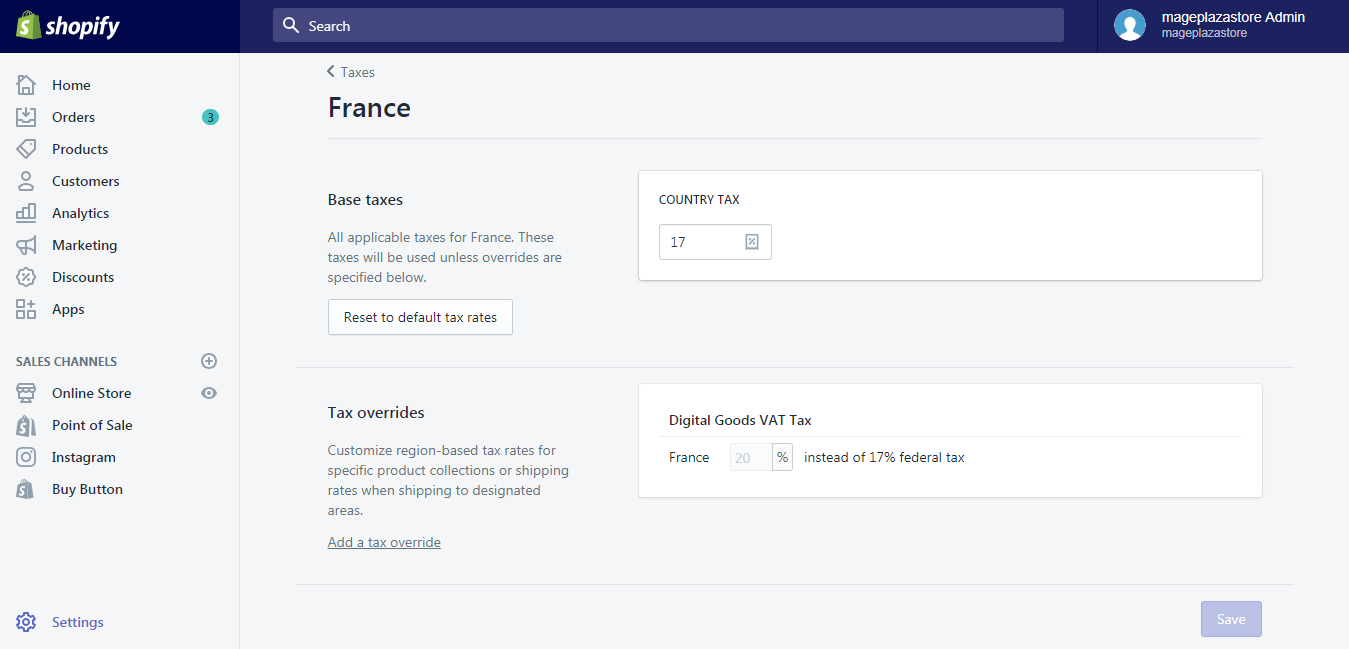 shopify
Search
mageplazastore Admin
mageplazastore
Home
Orders 3
Products
Customers
Analytics
Marketing
Discounts
Apps
SALES CHANNELS
Online Store
Point of Sale
Instagram
Buy Button
Settings
Taxes
France
Base taxes
All applicable taxes for France. These
taxes will be used unless overrides are
specified below.
Reset to default tax rates
COUNTRY TAX
17
Tax overrides
Customize region-based tax rates for
specific product collections or shipping
rates when shipping to designated
areas.
Add a tax override
Digital Goods VAT Tax
France 20 % instead of 17% federal tax
Save